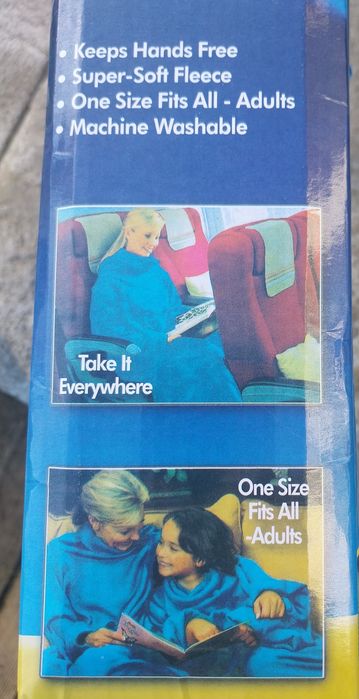 • Keeps Hands Free
• Super-Soft Fleece
• One Size Fits All - Adults
• Machine Washable
Take It
Everywhere
One Size
Fits All
-Adults